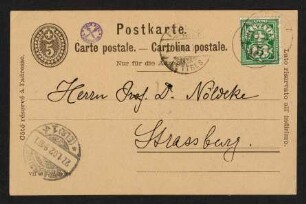 Postkarte.
Carte postale. — Cartolina postale.
Nur für die Adresse.
5
Herrn Prof. D. Nöldeke
Strassburg.
Côté réservé à l'adresse.
Lato riservato all' indirizzo.